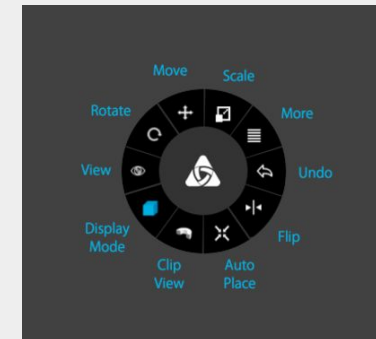 Move
Scale
Rotate
More
View
Undo
Display
Mode
Flip
Clip
View
Auto
Place